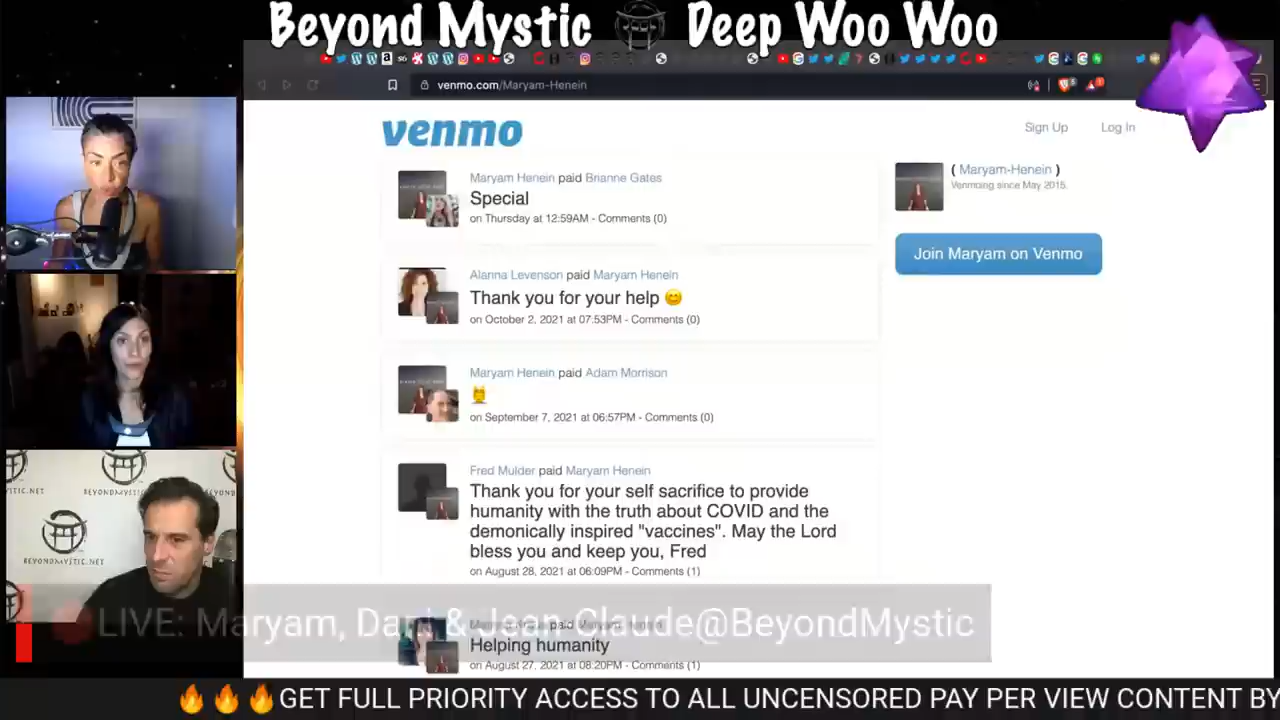 Beyond Mystic Deep Woo Woo
venmo.com/Maryam-Henein
venmo
Sign Up Log In
Maryam Henein paid Brianne Gates
Special
on Thursday at 12:59AM - Comments (0)
( Maryam-Henein )
Venmoing since May 2015.
Join Maryam on Venmo
Alanna Levenson paid Maryam Henein
Thank you for your help 😊
on October 2, 2021 at 07:53PM - Comments (0)
Maryam Henein paid Adam Morrison
on September 7, 2021 at 06:57PM - Comments (0)
Fred Mulder paid Maryam Henein
Thank you for your self sacrifice to provide
humanity with the truth about COVID and the
demonically inspired "vaccines". May the Lord
bless you and keep you, Fred
on August 28, 2021 at 06:09PM - Comments (1)
BEYONDMYSTIC
BEYONDMYSTIC.NET
LIVE: Maryam, Dani & Jean-Claude@BeyondMystic
Helping humanity
on August 27, 2021 at 08:20PM - Comments (1)
🔥🔥🔥GET FULL PRIORITY ACCESS TO ALL UNCENSORED PAY PER VIEW CONTENT BY